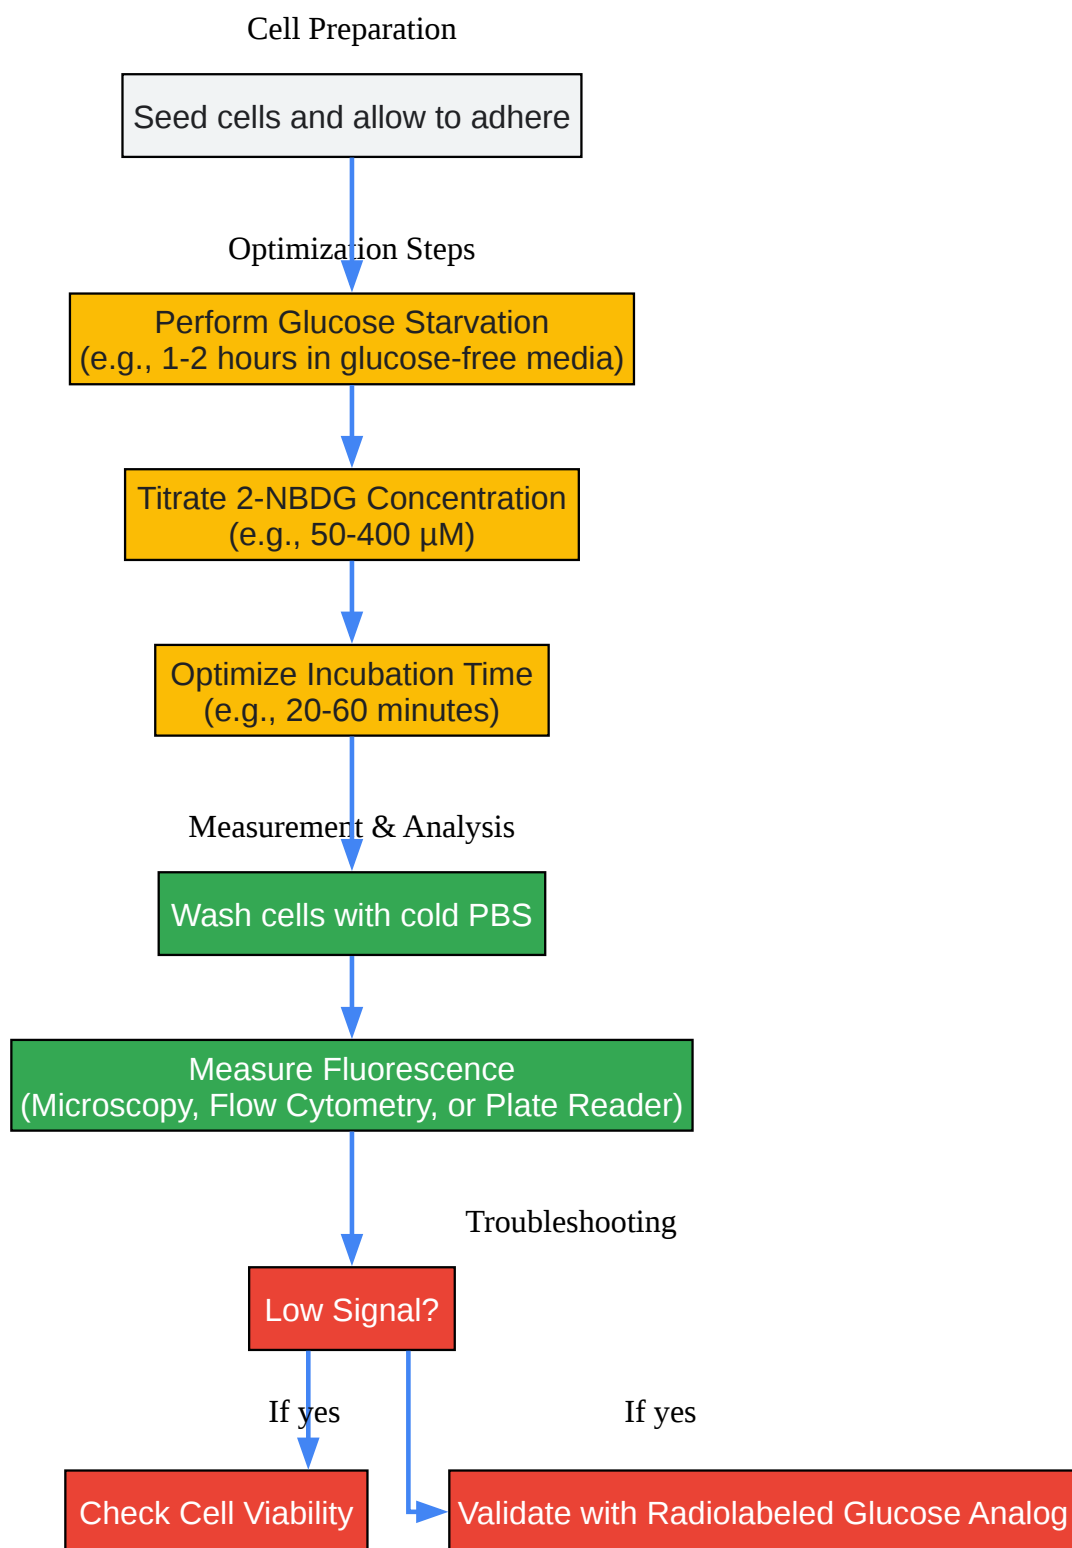 Cell Preparation
Seed cells and allow to adhere
Optimization Steps
Perform Glucose Starvation
(e.g., 1-2 hours in glucose-free media)
Titrate 2-NBDG Concentration
(e.g., 50-400 µM)
Optimize Incubation Time
(e.g., 20-60 minutes)
Measurement & Analysis
Wash cells with cold PBS
Measure Fluorescence
(Microscopy, Flow Cytometry, or Plate Reader)
Troubleshooting
Low Signal?
If yes
If yes
Check Cell Viability
Validate with Radiolabeled Glucose Analog